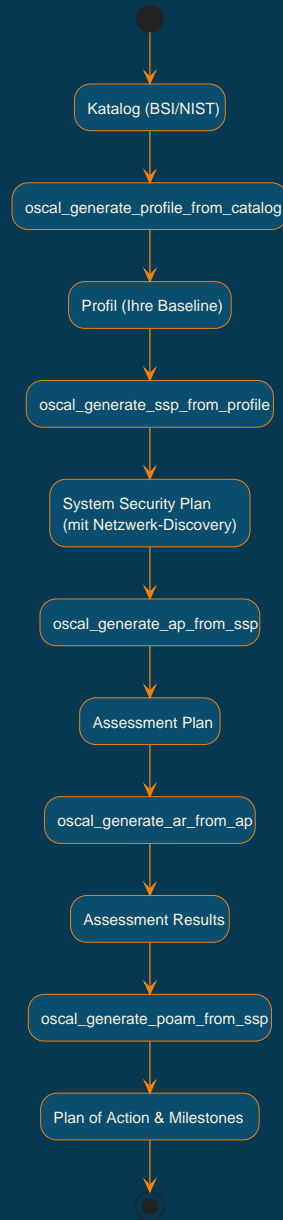 Katalog (BSI/NIST)
oscal_generate_profile_from_catalog
Profil (Ihre Baseline)
oscal_generate_ssp_from_profile
System Security Plan
(mit Netzwerk-Discovery)
oscal_generate_ap_from_ssp
Assessment Plan
oscal_generate_ar_from_ap
Assessment Results
oscal_generate_poam_from_ssp
Plan of Action & Milestones